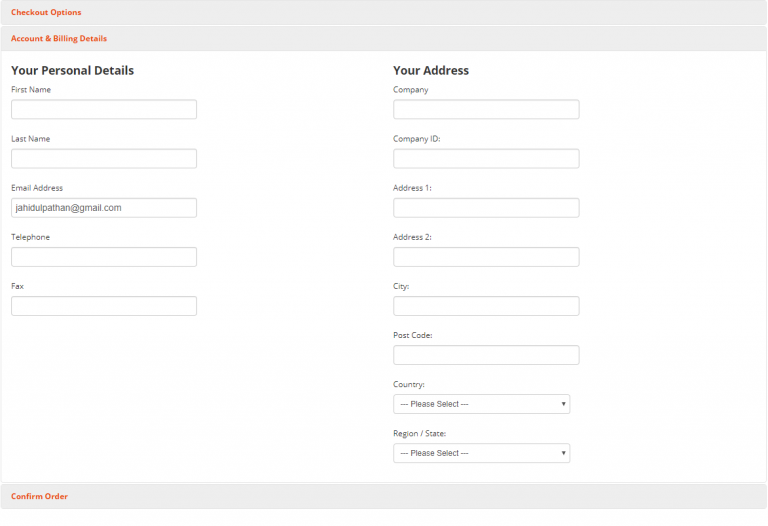 Checkout Options
Account & Billing Details
Your Personal Details
First Name
Last Name
Email Address
jahidulpathan@gmail.com
Telephone
Fax
Your Address
Company
Company ID:
Address 1:
Address 2:
City:
Post Code:
Country:
--- Please Select ---
Region / State:
--- Please Select ---
Confirm Order